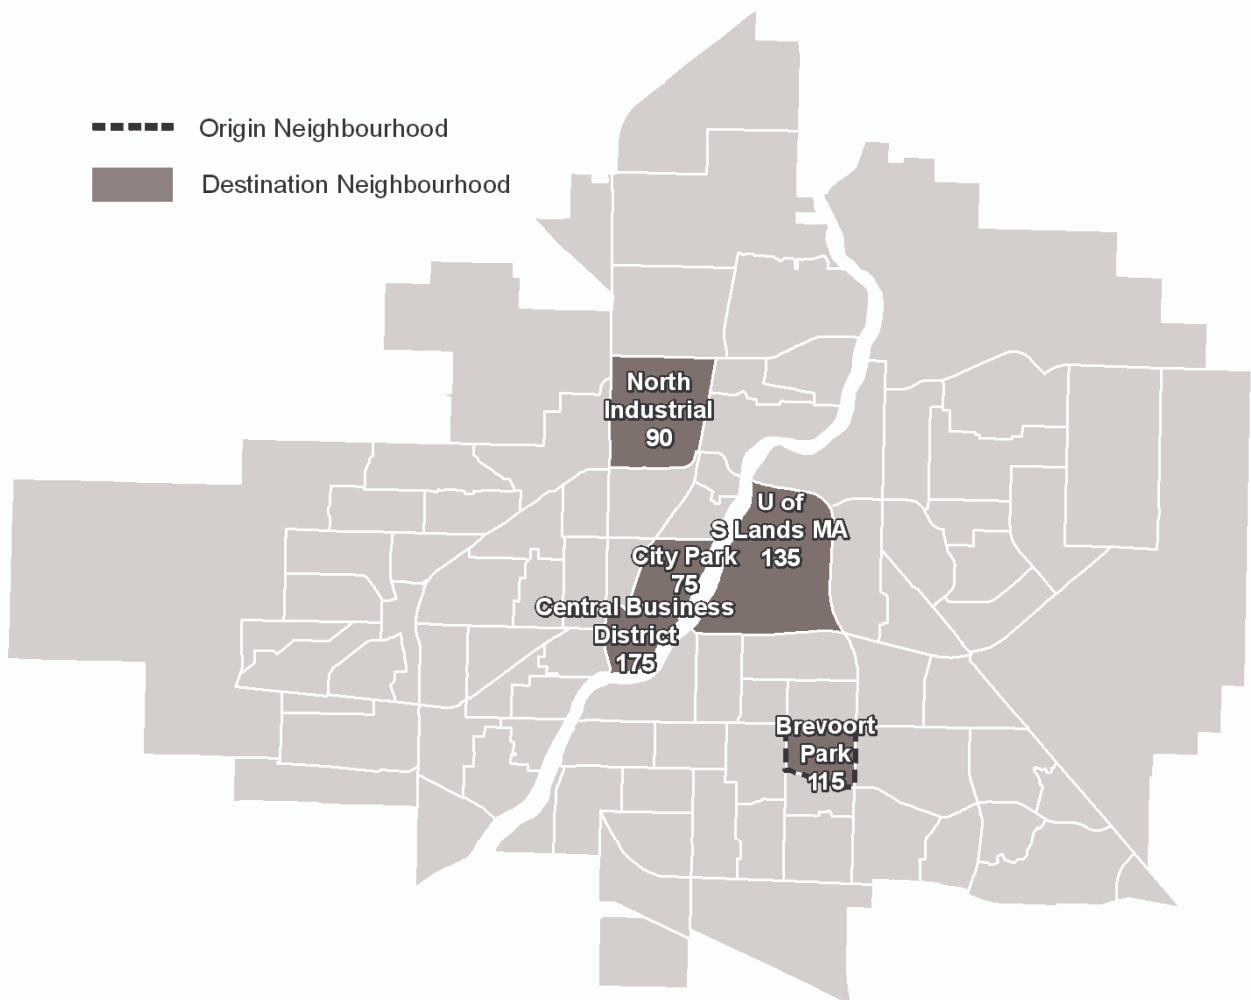 Origin Neighbourhood
Destination Neighbourhood
North
Industrial
90
U of
S Lands MA
135
City Park
75
Central Business
District
175
Brevoort
Park
115